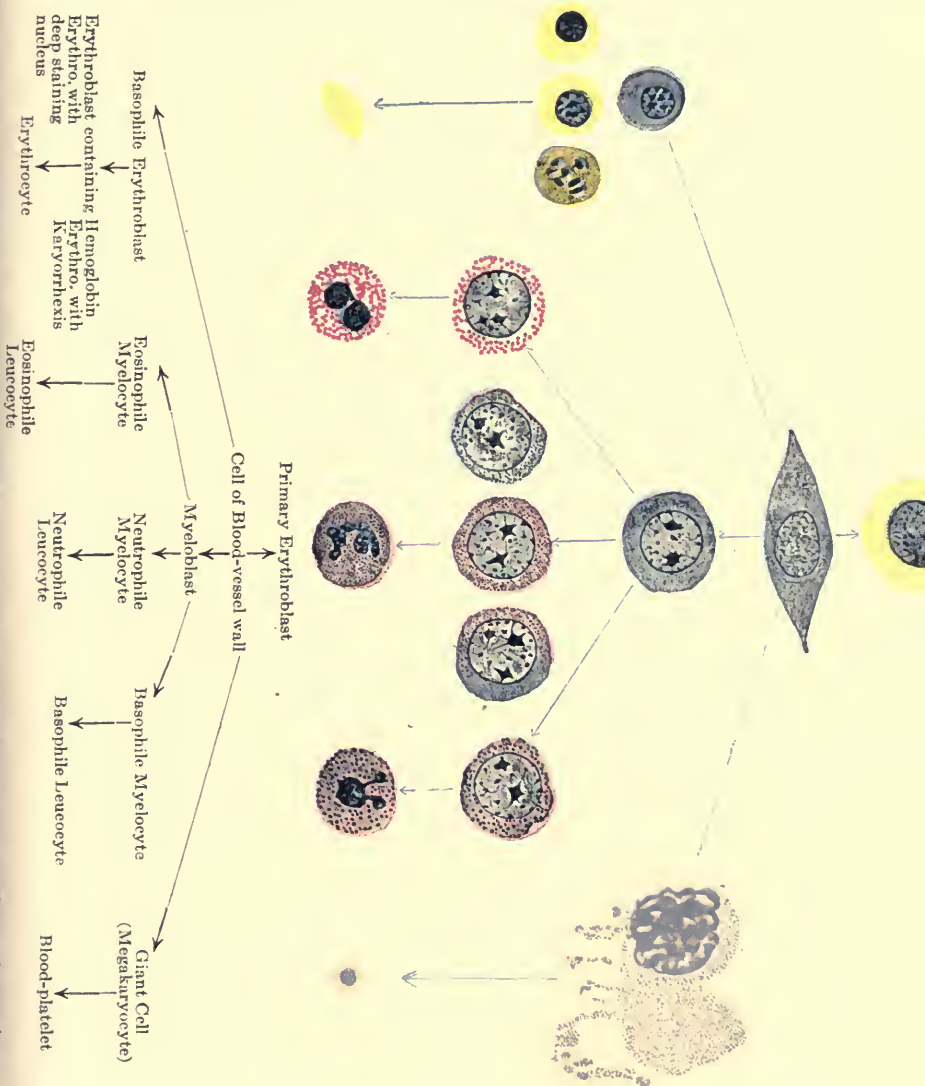 Primary Erythroblast
Cell of Blood-vessel wall
Myeloblast
Basophile Erythroblast
Eosinophile
Myelocyte
Neutrophile
Myelocyte
Basophile Myelocyte
Giant Cell
(Megakaryocyte)
Erythroblast containing Hemoglobin
Erythro. with
deep staining
nucleus
Erythro. with
Karyorrhexis
Erythrocyte
Eosinophile
Leucocyte
Neutrophile
Leucocyte
Basophile Leucocyte
Blood-platelet